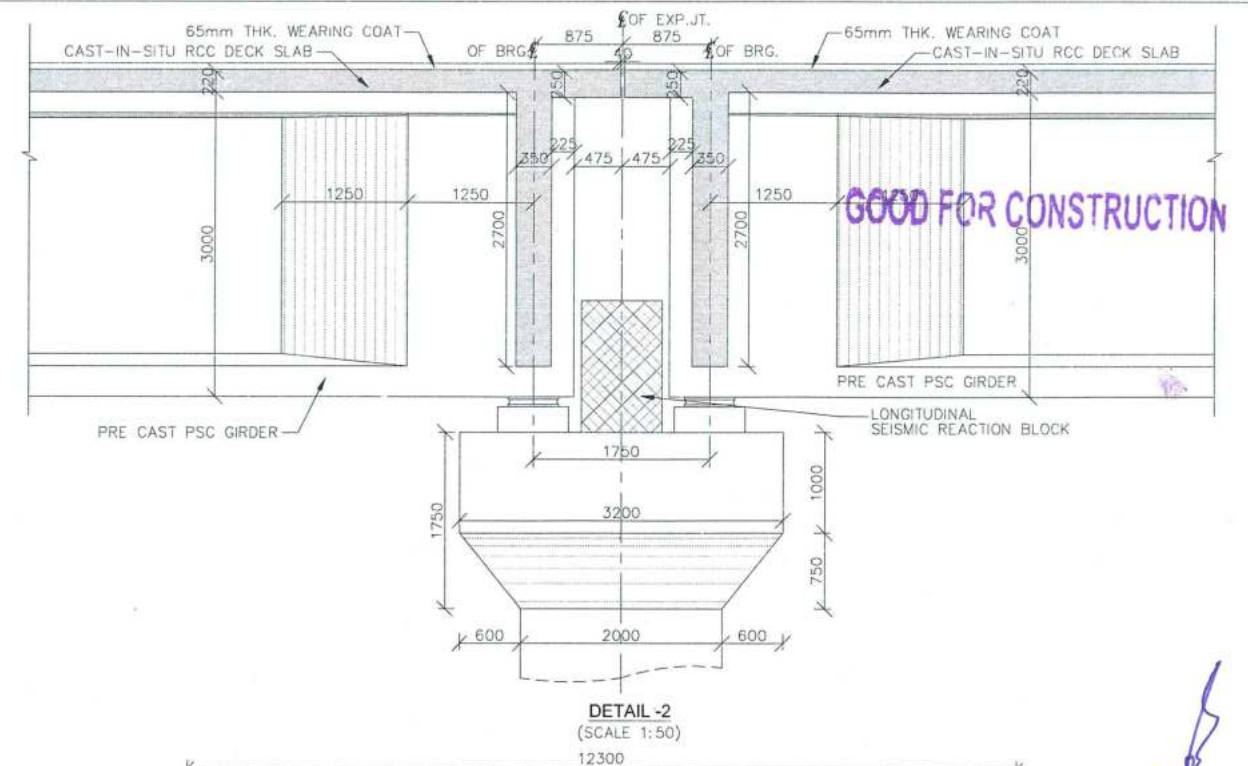 ℄ OF EXP.JT.
65mm THK. WEARING COAT
875
875
65mm THK. WEARING COAT
CAST-IN-SITU RCC DECK SLAB
OF BRG. ℄
℄ OF BRG.
CAST-IN-SITU RCC DECK SLAB
40
220
250
250
220
225
225
350
475
475
350
1250
1250
1250
1250
GOOD FOR CONSTRUCTION
3000
2700
2700
3000
PRE CAST PSC GIRDER
PRE CAST PSC GIRDER
LONGITUDINAL
SEISMIC REACTION BLOCK
1750
1750
3200
1000
750
600
2000
600
DETAIL -2
(SCALE 1:50)
12300